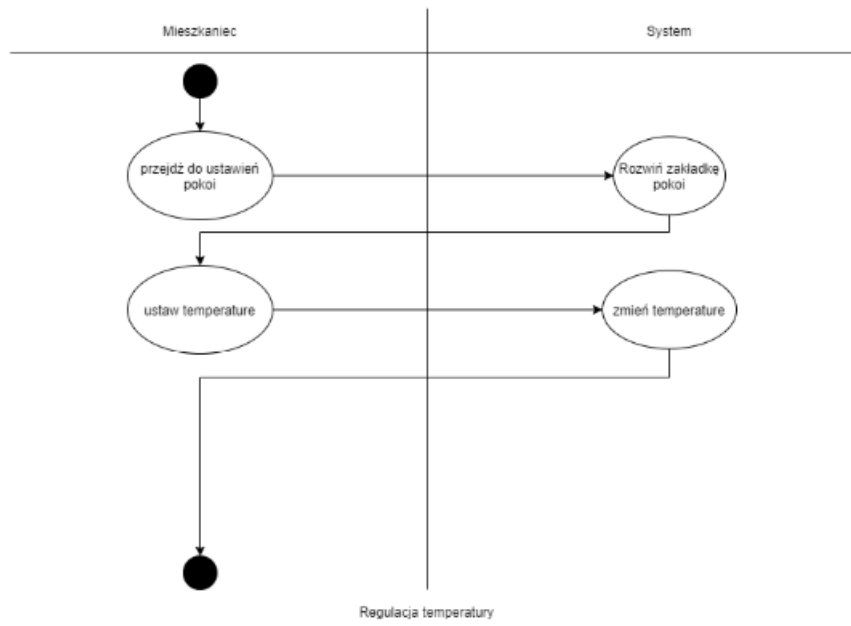 Mieszkaniec
System
przejdź do ustawień
pokoi
Rozwiń zakładkę
pokoi
ustaw temperature
zmień temperature
Regulacja temperatury